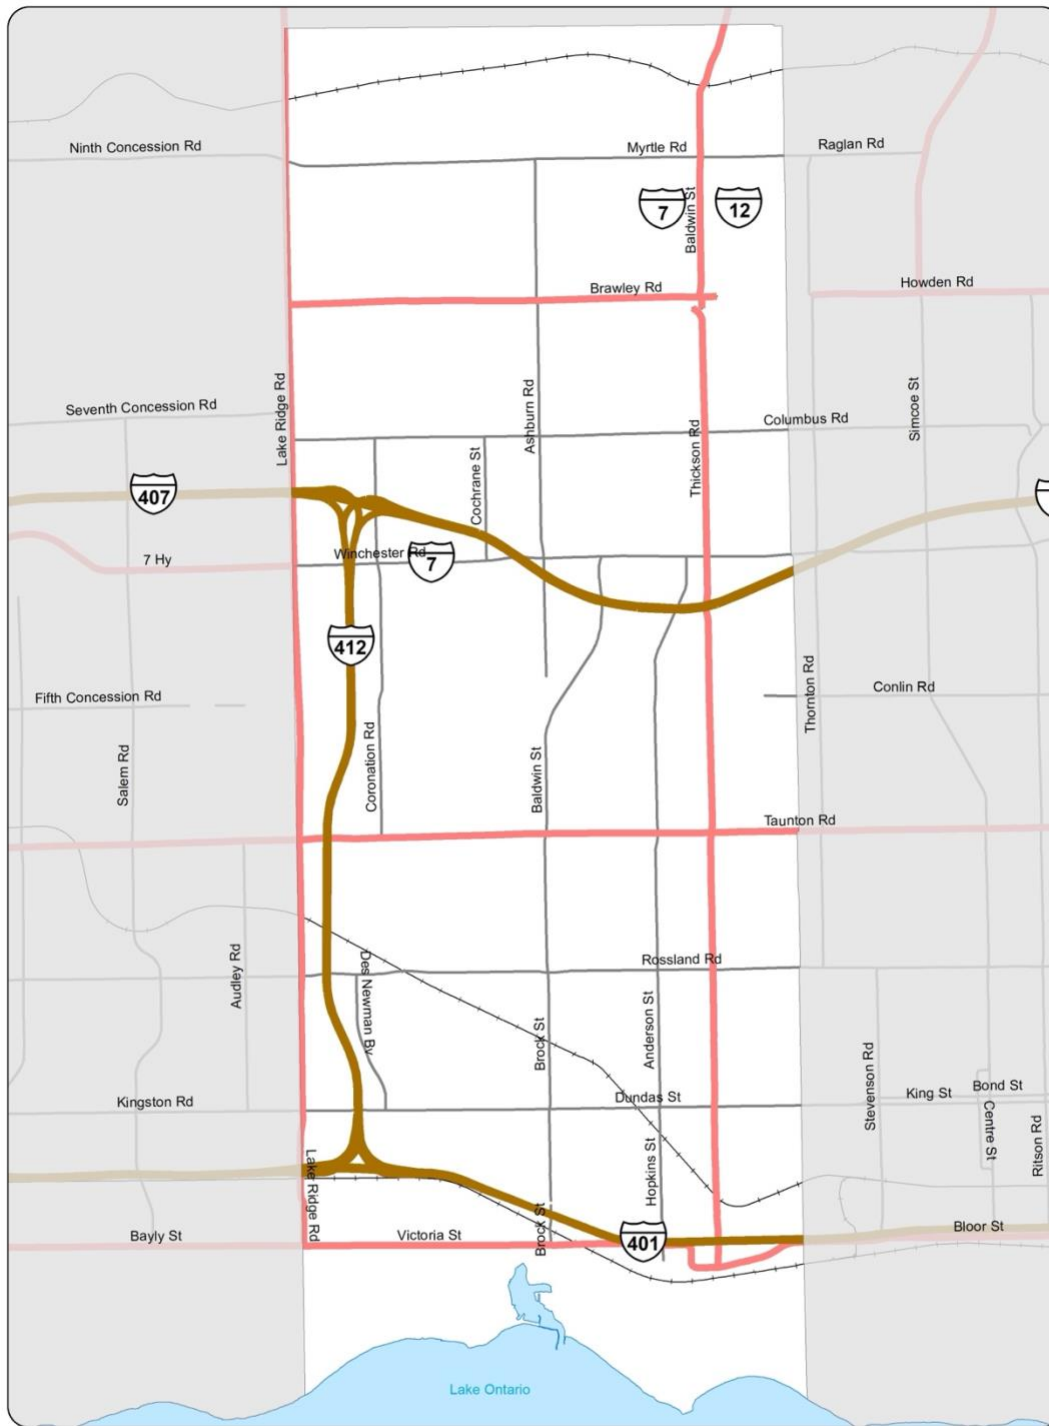 Ninth Concession Rd
Myrtle Rd
Raglan Rd
7
12
Baldwin St
Brawley Rd
Howden Rd
Lake Ridge Rd
Seventh Concession Rd
Ashburn Rd
Columbus Rd
Simcoe St
Thickson Rd
Cochrane St
407
Winchester Rd
7
7 Hy
412
Fifth Concession Rd
Conlin Rd
Thornton Rd
Salem Rd
Coronation Rd
Baldwin St
Taunton Rd
Rossland Rd
Audley Rd
Des Newman Bv
Brock St
Anderson St
Stevenson Rd
Kingston Rd
Dundas St
King St
Bond St
Centre St
Ritson Rd
Lake Ridge Rd
Hopkins St
Brock St
Bayly St
Victoria St
401
Bloor St
Lake Ontario